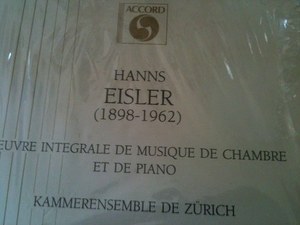 ACCORD
HANNS
EISLER
(1898-1962)
EUVRE INTEGRALE DE MUSIQUE DE CHAMBRE
ET DE PIANO
KAMMERENSEMBLE DE ZÜRICH